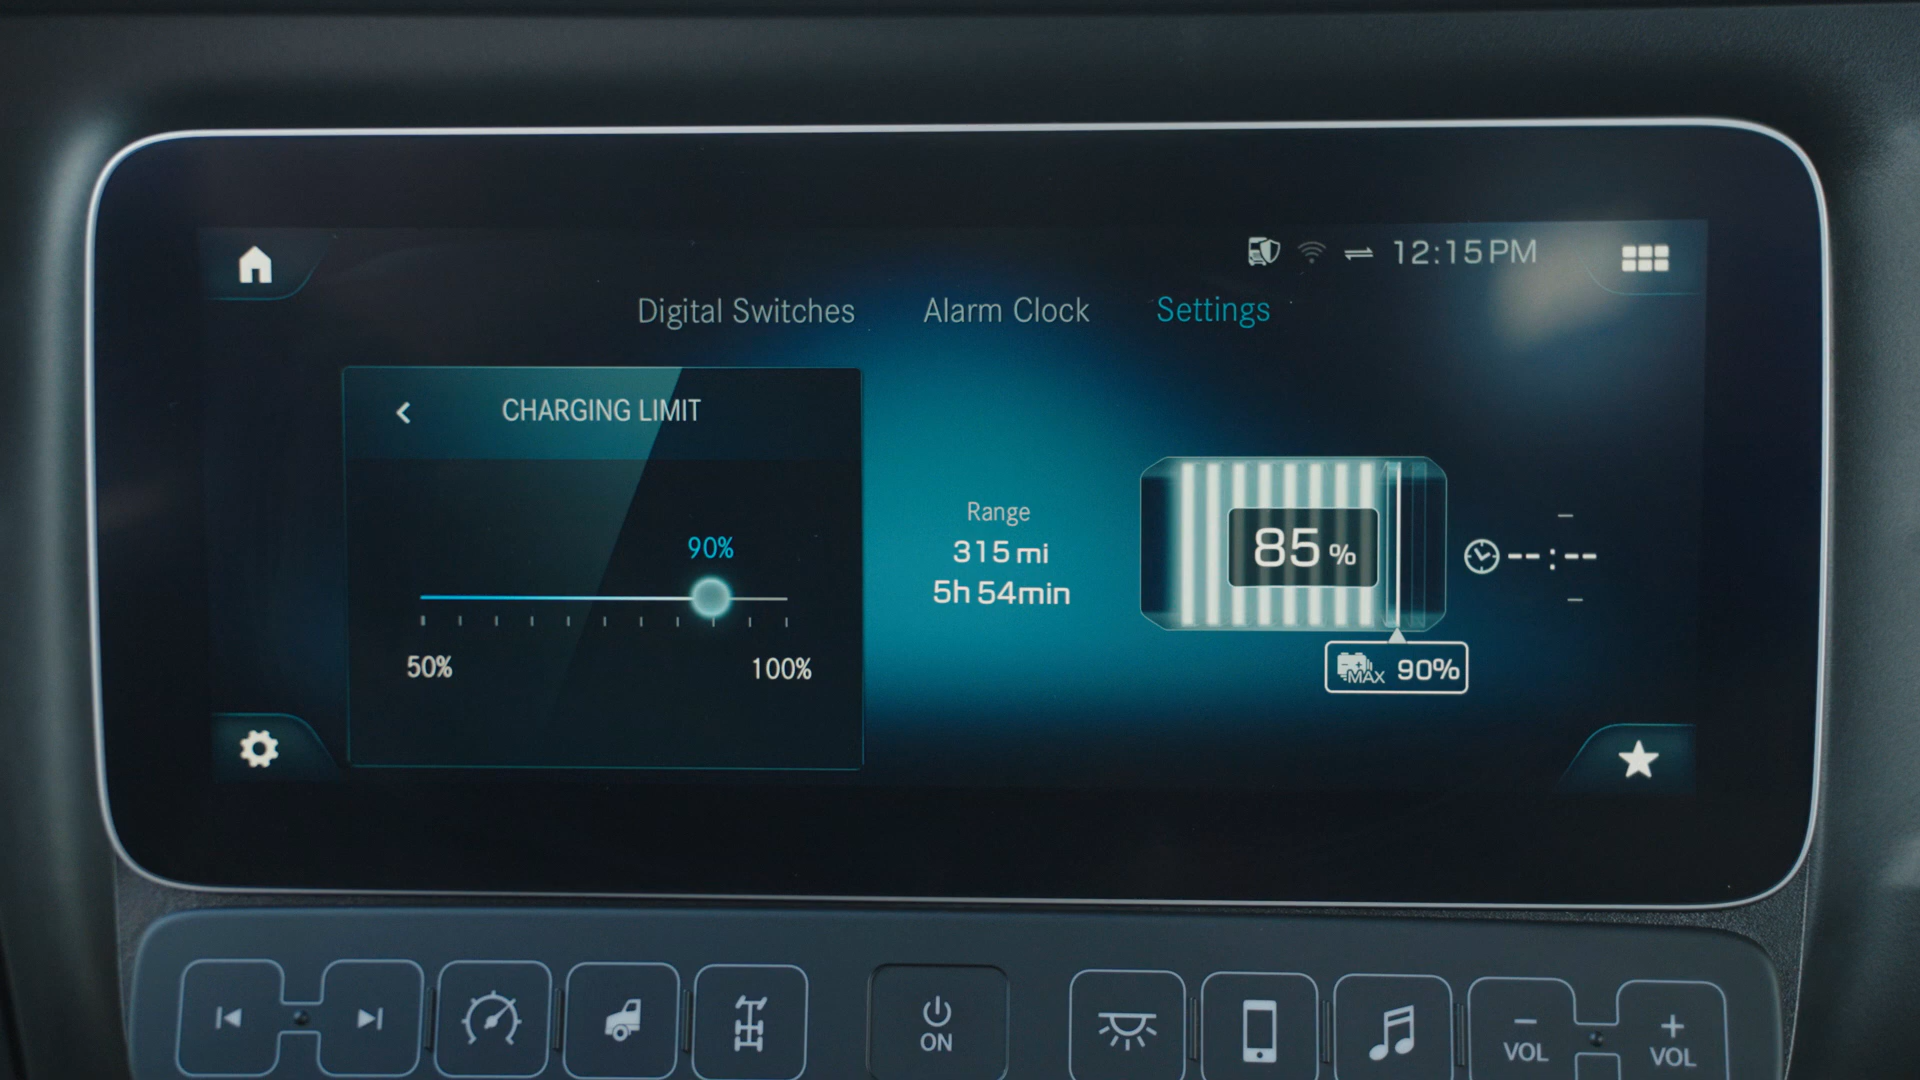 12:15PM
Digital Switches
Alarm Clock
Settings
CHARGING LIMIT
90%
50%
100%
Range
315 mi
5h 54min
85 %
--:--
MAX 90%
ON
VOL
VOL